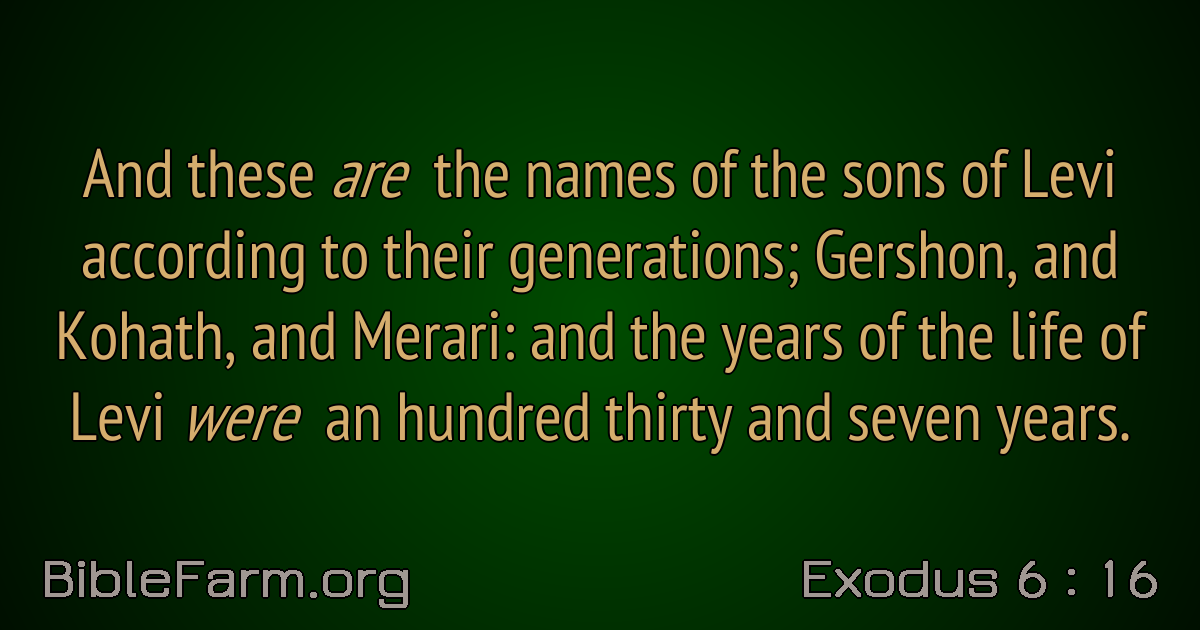 And these are the names of the sons of Levi
according to their generations; Gershon, and
Kohath, and Merari: and the years of the life of
Levi were an hundred thirty and seven years.
BibleFarm.org
Exodus 6 : 16